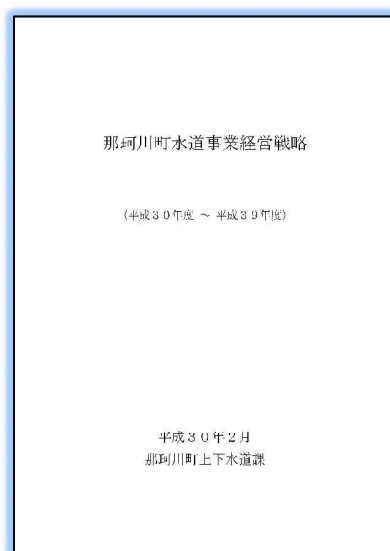 那珂川町水道事業経営戦略
（平成３０年度 ～ 平成３９年度）
平成３０年２月
那珂川町上下水道課